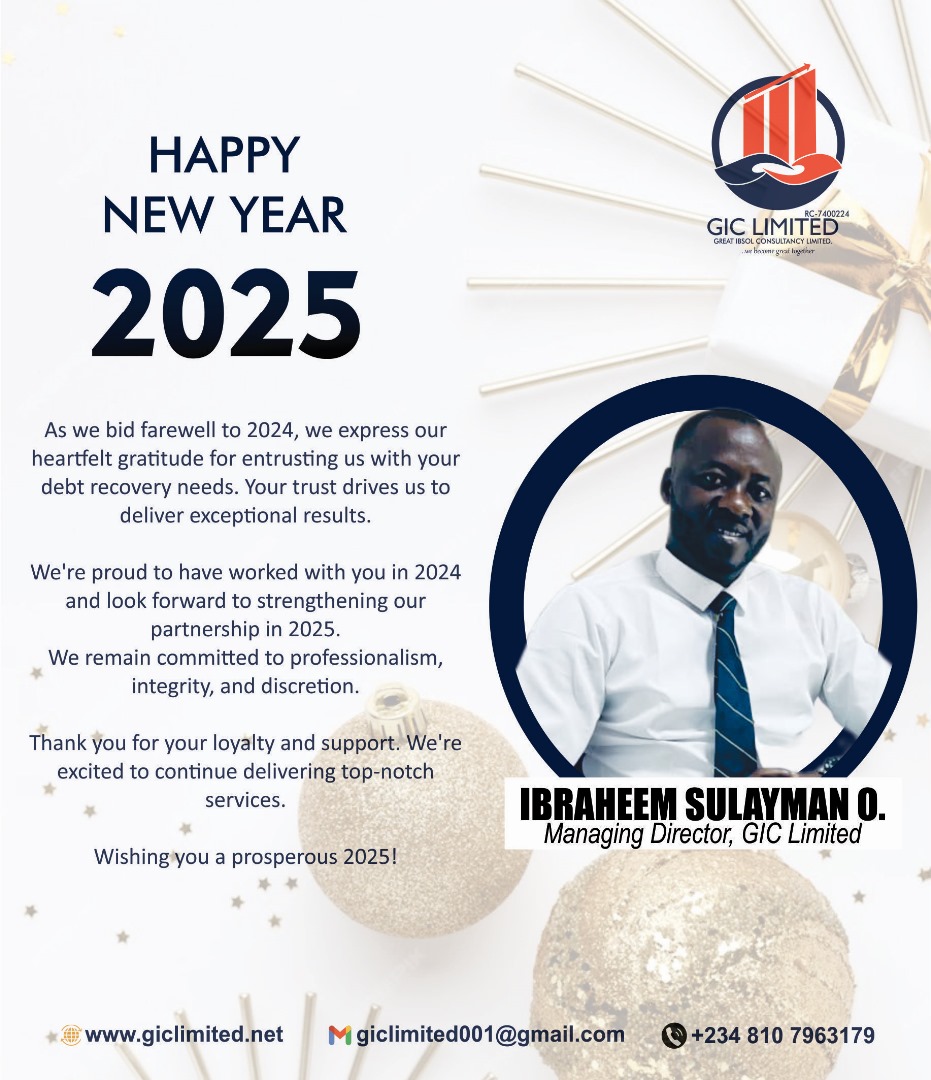 HAPPY
NEW YEAR
2025
RC-7400224
GIC LIMITED
GREAT IBSOL CONSULTANCY LIMITED.
...we become great together
As we bid farewell to 2024, we express our
heartfelt gratitude for entrusting us with your
debt recovery needs. Your trust drives us to
deliver exceptional results.
We're proud to have worked with you in 2024
and look forward to strengthening our
partnership in 2025.
We remain committed to professionalism,
integrity, and discretion.
Thank you for your loyalty and support. We're
excited to continue delivering top-notch
services.
Wishing you a prosperous 2025!
IBRAHEEM SULAYMAN O.
Managing Director, GIC Limited
www.giclimited.net
giclimited001@gmail.com
+234 810 7963179